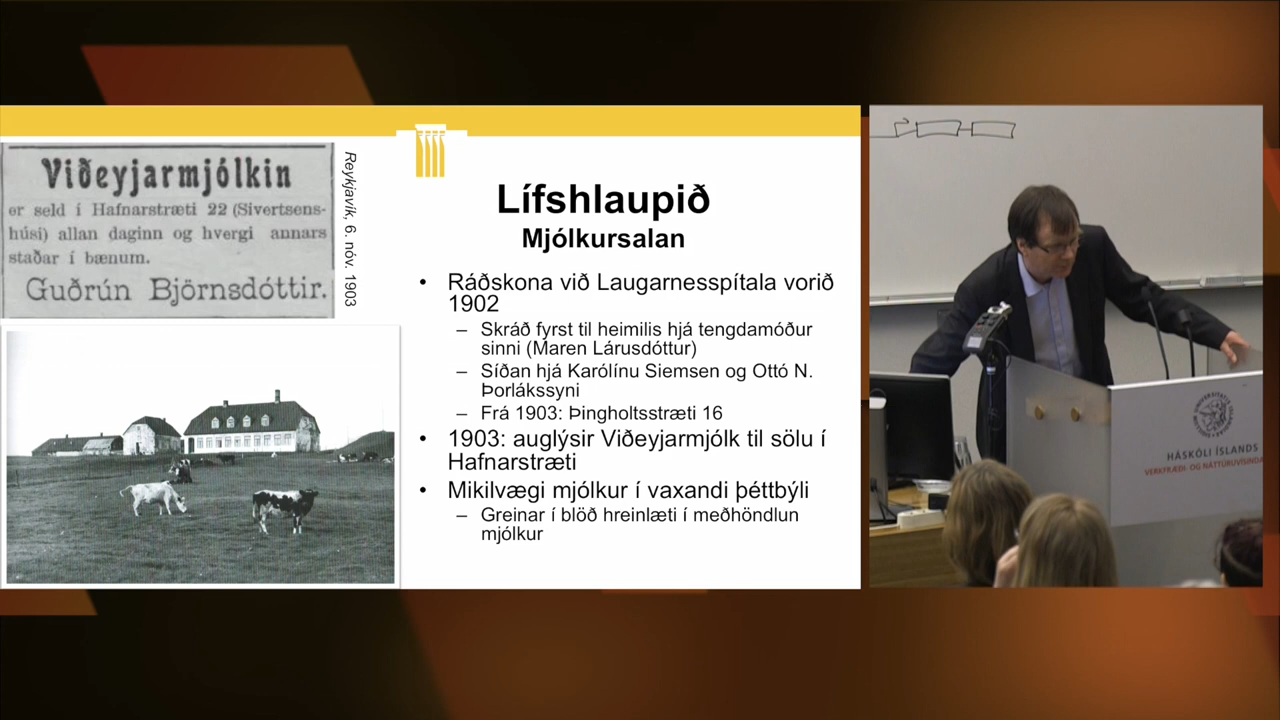 Viðeyjarmjólkin
er seld í Hafnarstræti 22 (Sivertsens-
húsi) allan daginn og hvergi annars
staðar í bænum.
Guðrún Björnsdóttir.
Reykjavík, 6. nóv. 1903
Lífshlaupið
Mjólkursalan
• Ráðskona við Laugarnesspítala vorið
1902
– Skráð fyrst til heimilis hjá tengdamóður
sinni (Maren Lárusdóttur)
– Síðan hjá Karólínu Siemsen og Ottó N.
Þorlákssyni
– Frá 1903: Þingholtsstræti 16
• 1903: auglýsir Viðeyjarmjólk til sölu í
Hafnarstræti
• Mikilvægi mjólkur í vaxandi þéttbýli
– Greinar í blöð hreinlæti í meðhöndlun
mjólkur
HÁSKÓLI ÍSLANDS
VERKFRÆÐI- OG NÁTTÚRUVISINDA